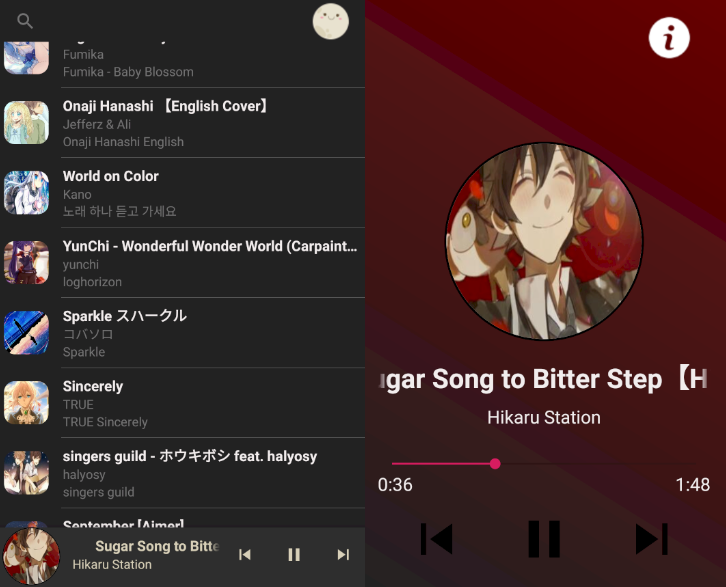 Fumika
Fumika - Baby Blossom
Onaji Hanashi 【English Cover】
Jefferz & Ali
Onaji Hanashi English
World on Color
Kano
노래 하나 듣고 가세요
YunChi - Wonderful Wonder World (Carpaint...
yunchi
loghorizon
Sparkle スハークル
コバソロ
Sparkle
Sincerely
TRUE
TRUE Sincerely
singers guild - ホウキボシ feat. halyosy
halyosy
singers guild
September [Aimer]
Sugar Song to Bitte
Hikaru Station
i
ugar Song to Bitter Step【H
Hikaru Station
0:36
1:48